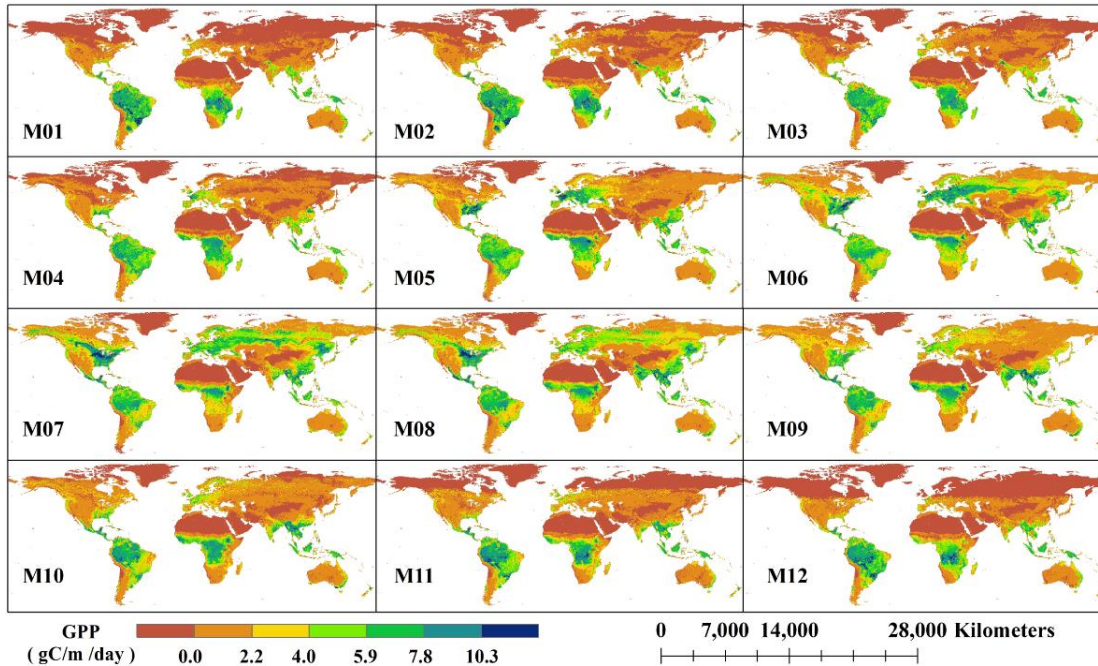 M01
M02
M03
M04
M05
M06
M07
M08
M09
M10
M11
M12
GPP
( gC/m /day)
0.0 2.2 4.0 5.9 7.8 10.3
0 7,000 14,000 28,000 Kilometers